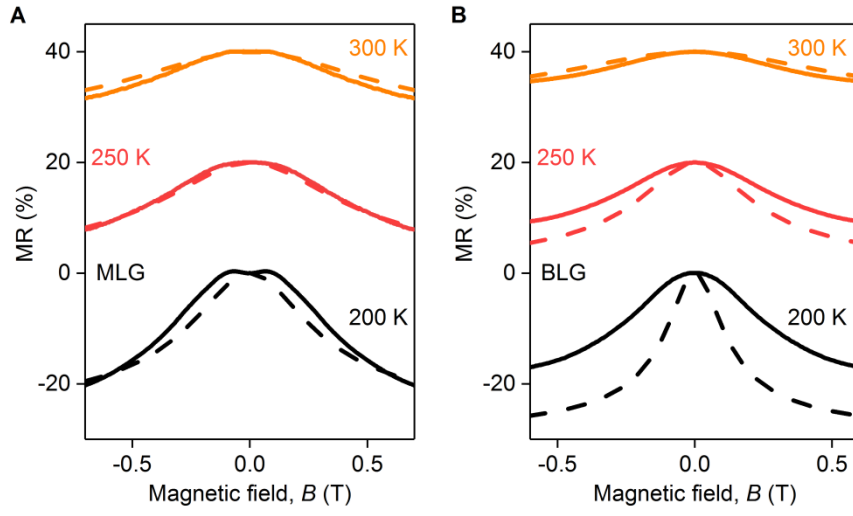 A
MR (%)
40
20
0
-20
300 K
250 K
MLG
200 K
-0.5
0.0
0.5
Magnetic field, B (T)
B
MR (%)
40
20
0
-20
300 K
250 K
BLG
200 K
-0.5
0.0
0.5
Magnetic field, B (T)